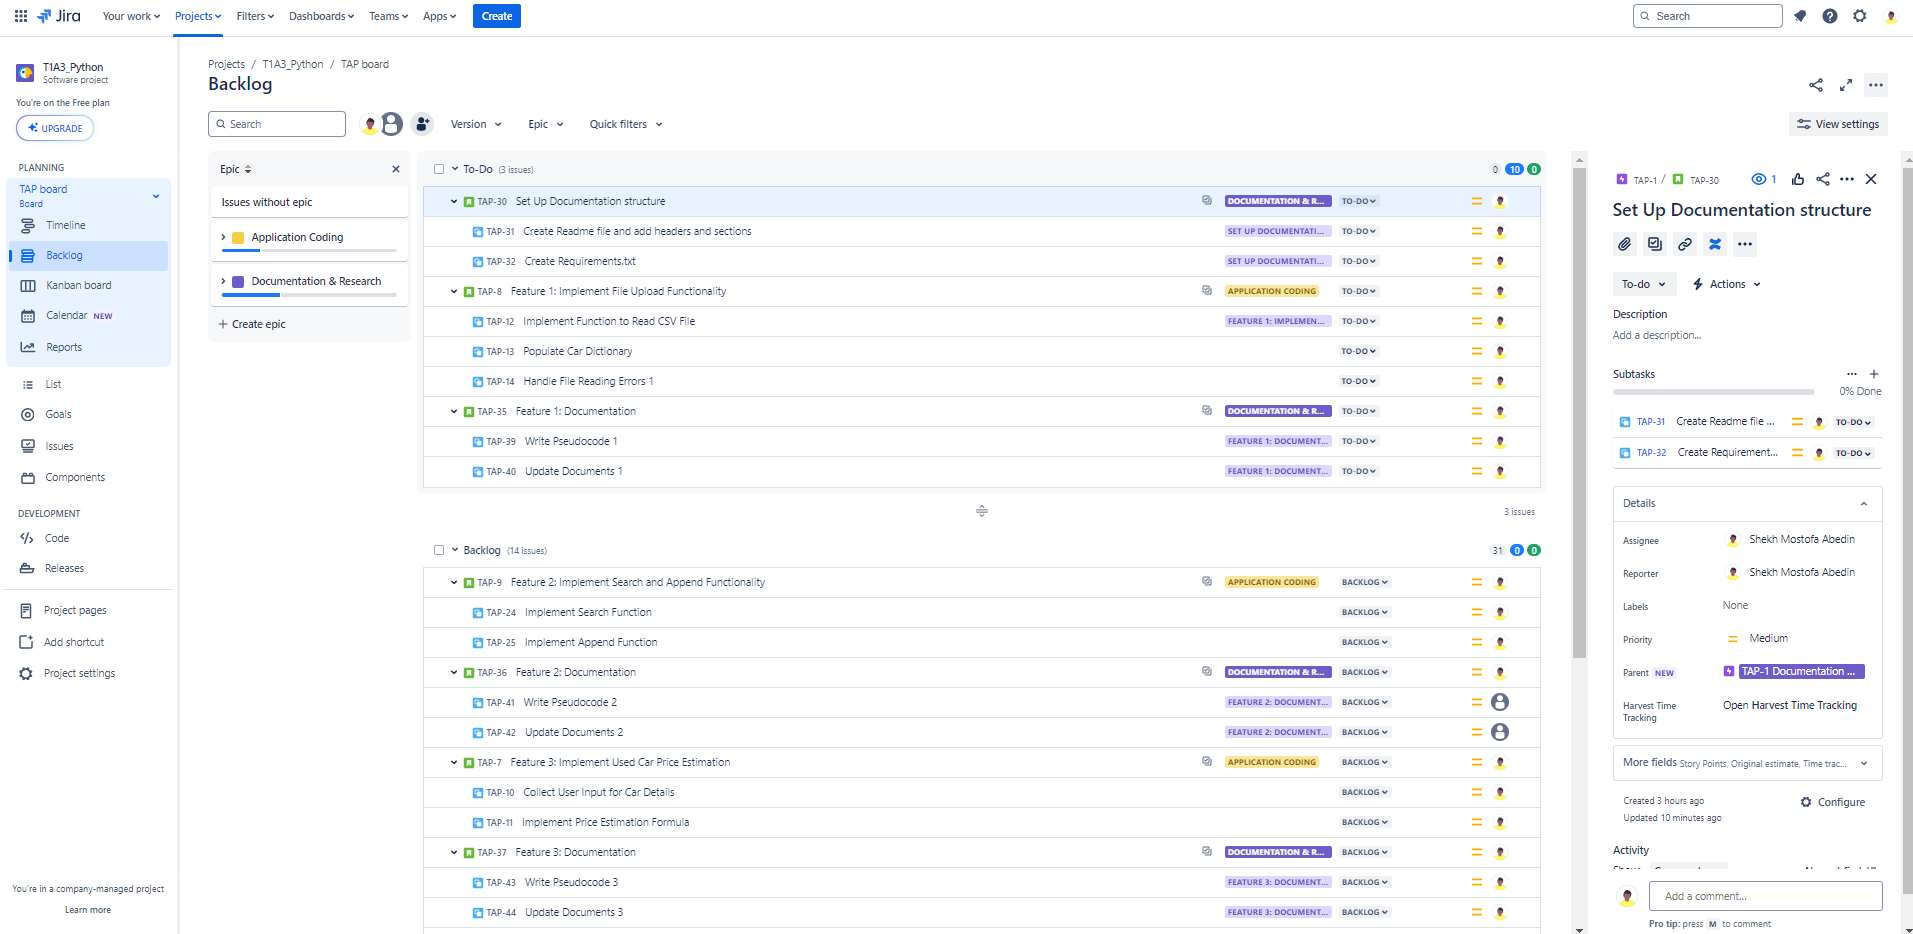 Jira Your work Projects Filters Dashboards Teams Apps Create Search
T1A3_Python
Software project
You're on the Free plan
UPGRADE
PLANNING
TAP board
Board
Timeline
Backlog
Kanban board
Calendar NEW
Reports
List
Goals
Issues
Components
DEVELOPMENT
Code
Releases
Project pages
Add shortcut
Project settings
You're in a company-managed project
Learn more
Projects / T1A3_Python / TAP board
Backlog
Search Version Epic Quick filters View settings
Epic
Issues without epic
Application Coding
Documentation & Research
+ Create epic
To-Do (3 issues) 0 10 0
TAP-30 Set Up Documentation structure DOCUMENTATION & R... TO-DO
TAP-31 Create Readme file and add headers and sections SET UP DOCUMENTATI... TO-DO
TAP-32 Create Requirements.txt SET UP DOCUMENTATI... TO-DO
TAP-8 Feature 1: Implement File Upload Functionality APPLICATION CODING TO-DO
TAP-12 Implement Function to Read CSV File FEATURE 1: IMPLEMEN... TO-DO
TAP-13 Populate Car Dictionary TO-DO
TAP-14 Handle File Reading Errors 1 TO-DO
TAP-35 Feature 1: Documentation DOCUMENTATION & R... TO-DO
TAP-39 Write Pseudocode 1 FEATURE 1: DOCUMENT... TO-DO
TAP-40 Update Documents 1 FEATURE 1: DOCUMENT... TO-DO
3 issues
Backlog (14 issues) 31 0 0
TAP-9 Feature 2: Implement Search and Append Functionality APPLICATION CODING BACKLOG
TAP-24 Implement Search Function BACKLOG
TAP-25 Implement Append Function BACKLOG
TAP-36 Feature 2: Documentation DOCUMENTATION & R... BACKLOG
TAP-41 Write Pseudocode 2 FEATURE 2: DOCUMENT... BACKLOG
TAP-42 Update Documents 2 FEATURE 2: DOCUMENT... BACKLOG
TAP-7 Feature 3: Implement Used Car Price Estimation APPLICATION CODING BACKLOG
TAP-10 Collect User Input for Car Details BACKLOG
TAP-11 Implement Price Estimation Formula BACKLOG
TAP-37 Feature 3: Documentation DOCUMENTATION & R... BACKLOG
TAP-43 Write Pseudocode 3 FEATURE 3: DOCUMENT... BACKLOG
TAP-44 Update Documents 3 FEATURE 3: DOCUMENT... BACKLOG
TAP-1 / TAP-30 1
Set Up Documentation structure
To-do Actions
Description
Add a description...
Subtasks
0% Done
TAP-31 Create Readme file ... TO-DO
TAP-32 Create Requirement... TO-DO
Details
Assignee Shekh Mostofa Abedin
Reporter Shekh Mostofa Abedin
Labels None
Priority Medium
Parent NEW TAP-1 Documentation ...
Harvest Time Tracking Open Harvest Time Tracking
More fields Story Points, Original estimate, Time trac...
Created 3 hours ago Configure
Updated 10 minutes ago
Activity
Add a comment...
Pro tip: press M to comment